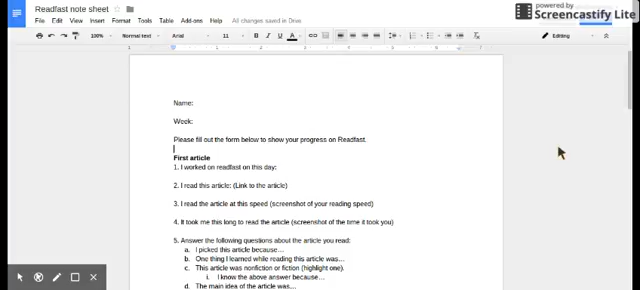 Readfast note sheet
powered by
Screencastify Lite
File Edit View Insert Format Tools Table Add-ons Help All changes saved in Drive
100% Normal text Arial 11 B I U A Editing
Name:
Week:
Please fill out the form below to show your progress on Readfast.
First article
1. I worked on readfast on this day:
2. I read this article: (Link to the article)
3. I read the article at this speed (screenshot of your reading speed)
4. It took me this long to read the article (screenshot of the time it took you)
5. Answer the following questions about the article you read:
a. I picked this article because…
b. One thing I learned while reading this article was…
c. This article was nonfiction or fiction (highlight one).
i. I know the above answer because…
d. The main idea of the article was…